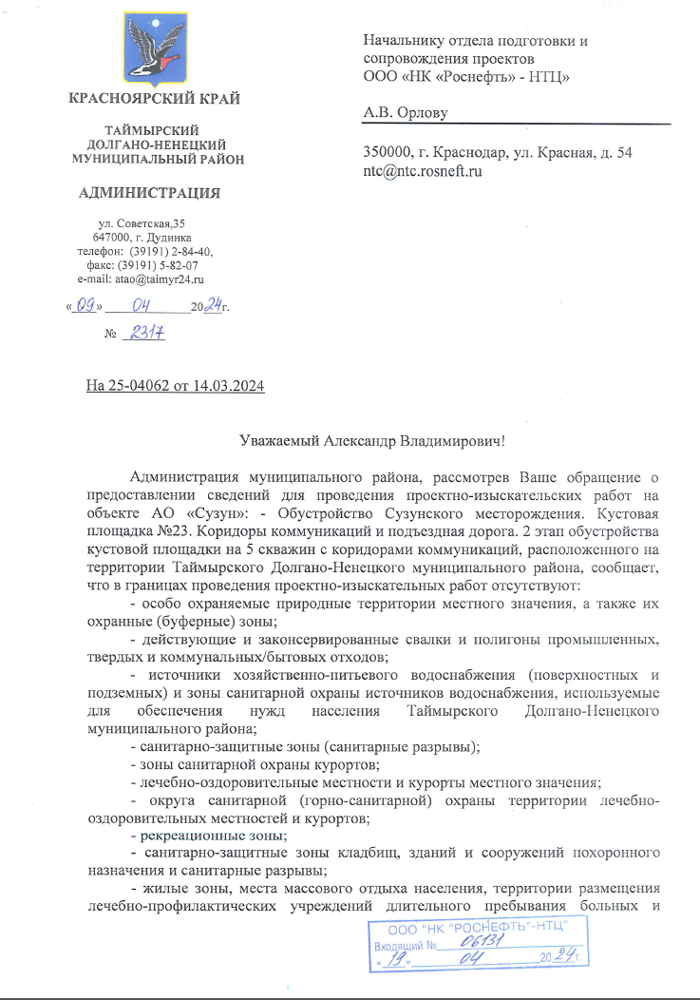 КРАСНОЯРСКИЙ КРАЙ
ТАЙМЫРСКИЙ
ДОЛГАНО-НЕНЕЦКИЙ
МУНИЦИПАЛЬНЫЙ РАЙОН
АДМИНИСТРАЦИЯ
ул. Советская,35
647000, г. Дудинка
телефон: (39191) 2-84-40,
факс: (39191) 5-82-07
e-mail: atao@taimyr24.ru
«09» 04 2024г.
№ 2317
Начальнику отдела подготовки и
сопровождения проектов
ООО «НК «Роснефть» - НТЦ»
А.В. Орлову
350000, г. Краснодар, ул. Красная, д. 54
ntc@ntc.rosneft.ru
На 25-04062 от 14.03.2024
Уважаемый Александр Владимирович!
Администрация муниципального района, рассмотрев Ваше обращение о
предоставлении сведений для проведения проектно-изыскательских работ на
объекте АО «Сузун»: - Обустройство Сузунского месторождения. Кустовая
площадка №23. Коридоры коммуникаций и подъездная дорога. 2 этап обустройства
кустовой площадки на 5 скважин с коридорами коммуникаций, расположенного на
территории Таймырского Долгано-Ненецкого муниципального района, сообщает,
что в границах проведения проектно-изыскательных работ отсутствуют:
- особо охраняемые природные территории местного значения, а также их
охранные (буферные) зоны;
- действующие и законсервированные свалки и полигоны промышленных,
твердых и коммунальных/бытовых отходов;
- источники хозяйственно-питьевого водоснабжения (поверхностных и
подземных) и зоны санитарной охраны источников водоснабжения, используемые
для обеспечения нужд населения Таймырского Долгано-Ненецкого
муниципального района;
- санитарно-защитные зоны (санитарные разрывы);
- зоны санитарной охраны курортов;
- лечебно-оздоровительные местности и курорты местного значения;
- округа санитарной (горно-санитарной) охраны территории лечебно-
оздоровительных местностей и курортов;
- рекреационные зоны;
- санитарно-защитные зоны кладбищ, зданий и сооружений похоронного
назначения и санитарные разрывы;
- жилые зоны, места массового отдыха населения, территории размещения
лечебно-профилактических учреждений длительного пребывания больных и
ООО "НК "РОСНЕФТЬ"-НТЦ"
Входящий № 06131
«19» 04 2024г.